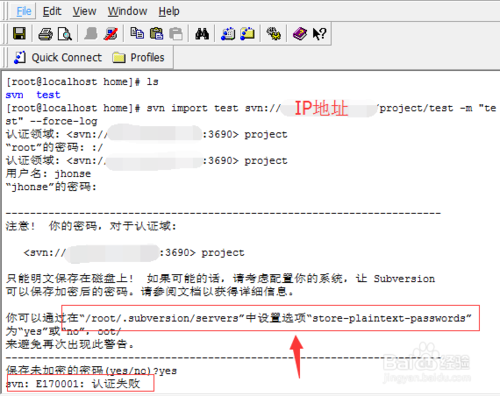 File Edit View Window Help
Quick Connect Profiles
[root@localhost home]# ls
svn test
[root@localhost home]# svn import test svn:// IP地址 /project/test -m "te
st" --force-log
认证领域: <svn:// :3690> project
“root”的密码: :/
认证领域: <svn:/ :3690> project
用户名: jhonse
“jhonse”的密码:
-----------------------------------------------------------------------
注意! 你的密码，对于认证域:
<svn:// :3690> project
只能明文保存在磁盘上! 如果可能的话，请考虑配置你的系统，让 Subversion
可以保存加密后的密码。请参阅文档以获得详细信息。
你可以通过在“/root/.subversion/servers”中设置选项“store-plaintext-passwords”
为“yes”或“no”，oot/
来避免再次出现此警告。
-----------------------------------------------------------------------
保存未加密的密码(yes/no)?yes
svn: E170001: 认证失败
Baidu 经验
jingyan.baidu.com